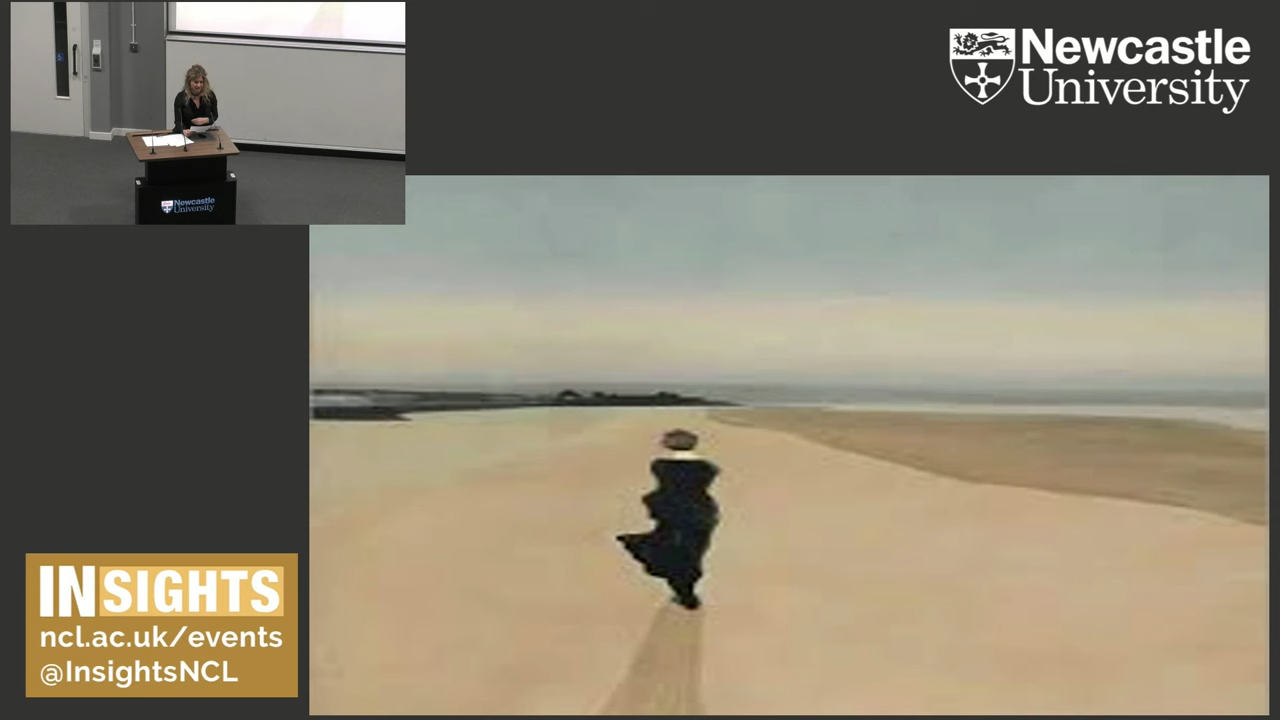 Newcastle
University
Newcastle
University
INSIGHTS
ncl.ac.uk/events
@InsightsNCL